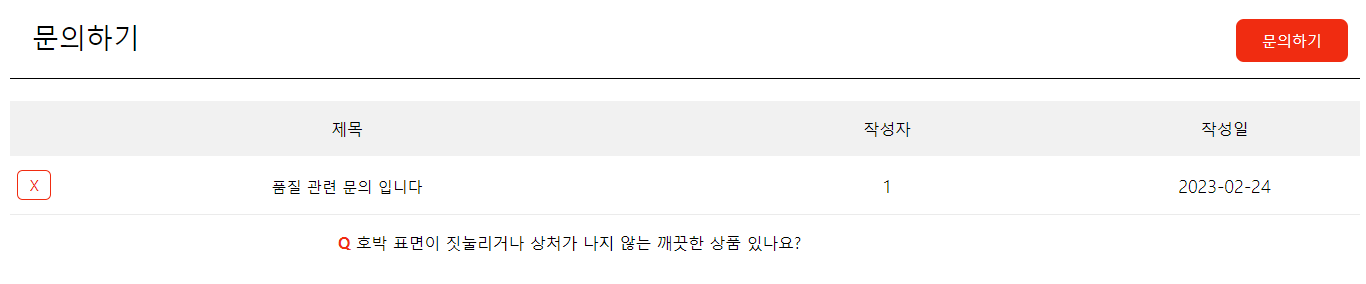 문의하기
문의하기
제목 작성자 작성일
X 품질 관련 문의 입니다 1 2023-02-24
Q 호박 표면이 짓눌리거나 상처가 나지 않는 깨끗한 상품 있나요?